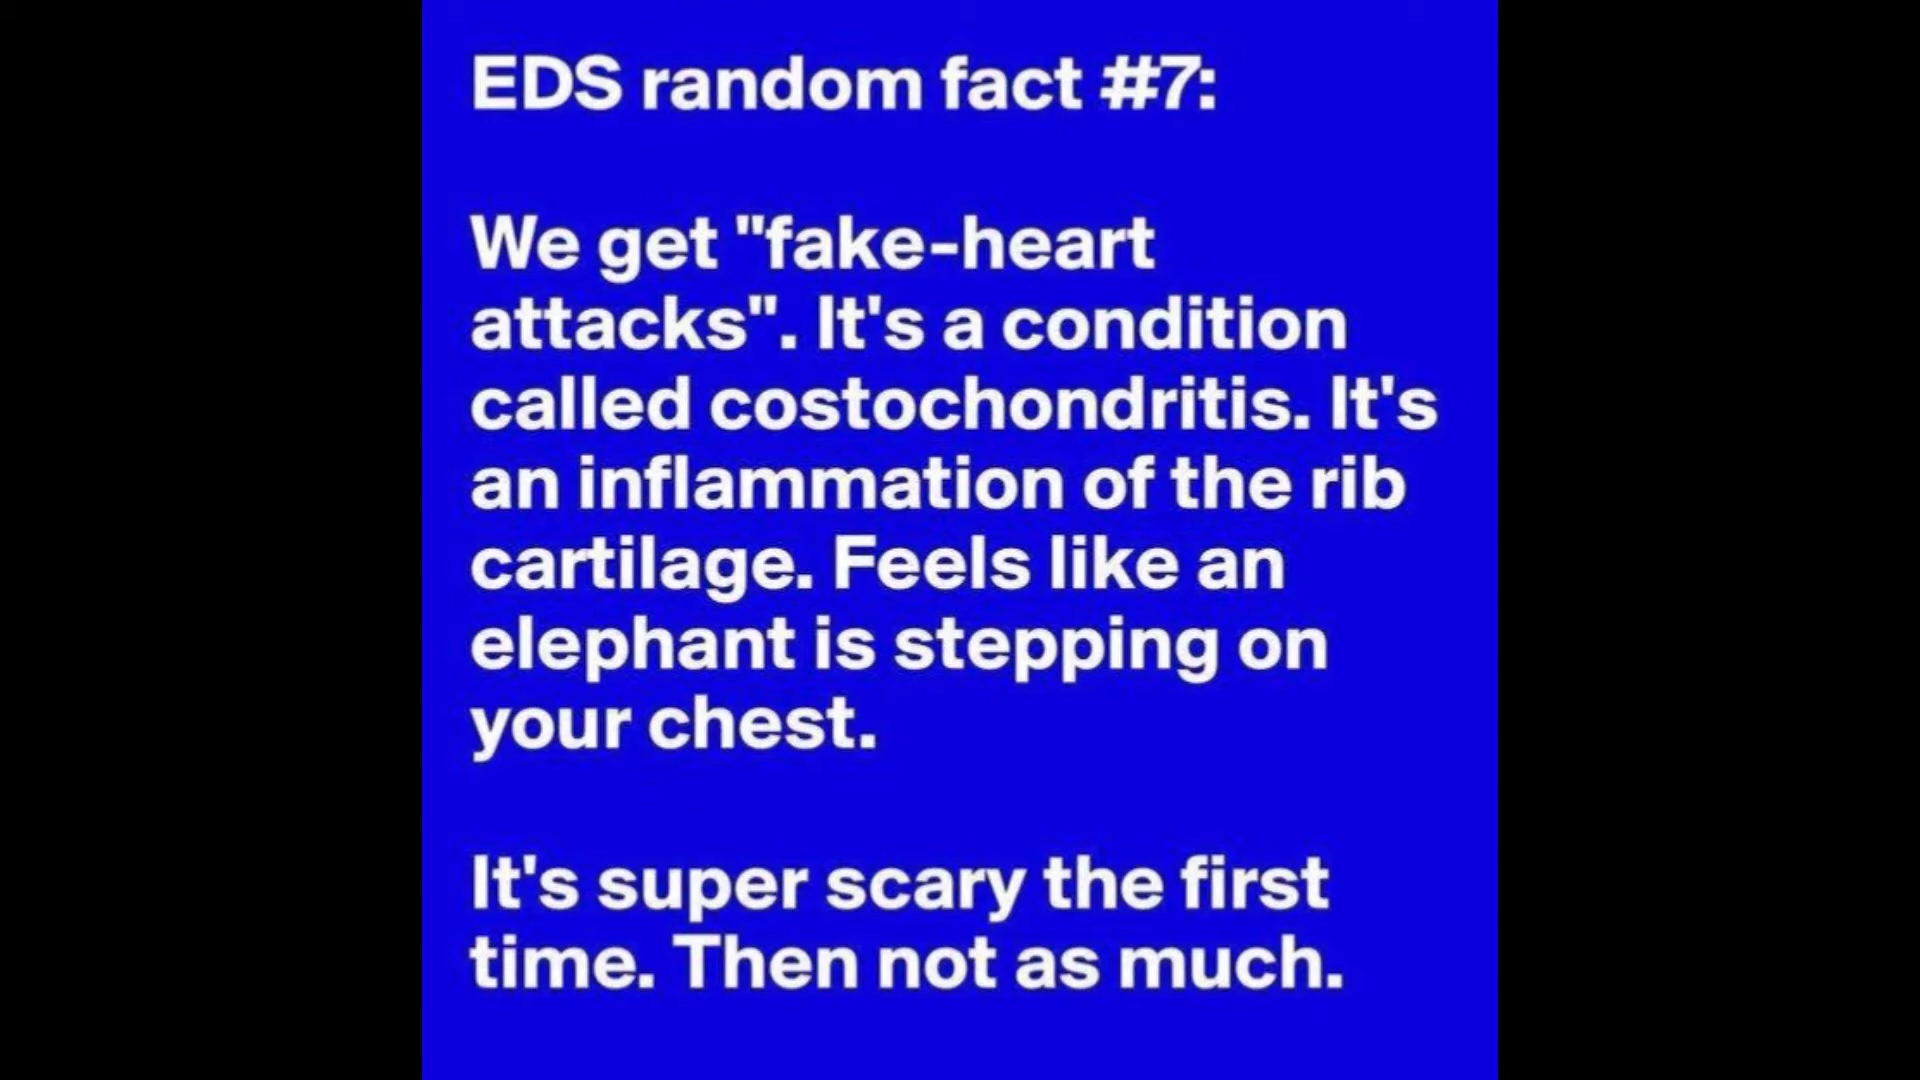 EDS random fact #7:
We get "fake-heart
attacks". It's a condition
called costochondritis. It's
an inflammation of the rib
cartilage. Feels like an
elephant is stepping on
your chest.
It's super scary the first
time. Then not as much.